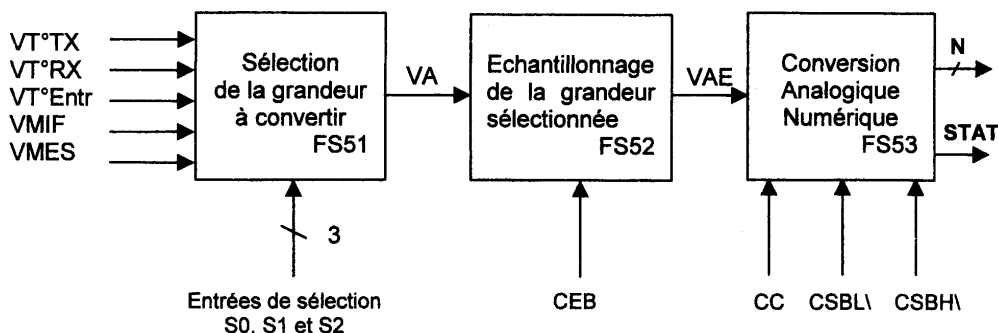 VT°TX
VT°RX
VT°Entr
VMIF
VMES
Sélection
de la grandeur
à convertir
FS51
VA
Echantillonnage
de la grandeur
sélectionnée
FS52
VAE
Conversion
Analogique
Numérique
FS53
N
STAT
3
Entrées de sélection
S0, S1 et S2
CEB
CC
CSBL\
CSBH\